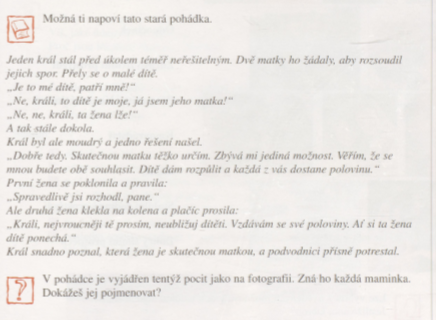 Možná ti napoví tato stará pohádka.
Jeden král stál před úkolem téměř neřešitelným. Dvě matky ho žádaly, aby rozsoudil
jejich spor. Přely se o malé dítě.
„Je to mé dítě, patří mně!“
„Ne, králi, to dítě je moje, já jsem jeho matka!“
„Ne, ne, králi, ta žena lže!“
A tak stále dokola.
Král byl ale moudrý a jedno řešení našel.
„Dobře tedy. Skutečnou matku těžko určím. Zbývá mi jediná možnost. Věřím, že se
mnou budete obě souhlasit. Dítě dám rozpůlit a každá z vás dostane polovinu.“
První žena se poklonila a pravila:
„Spravedlivě jsi rozhodl, pane.“
Ale druhá žena klekla na kolena a plačíc prosila:
„Králi, nejvroucněji tě prosím, neubližuj dítěti. Vzdávám se své poloviny. Ať si ta žena
dítě ponechá.“
Král snadno poznal, která žena je skutečnou matkou, a podvodnici přísně potrestal.
V pohádce je vyjádřen tentýž pocit jako na fotografii. Zná ho každá maminka.
Dokážeš jej pojmenovat?